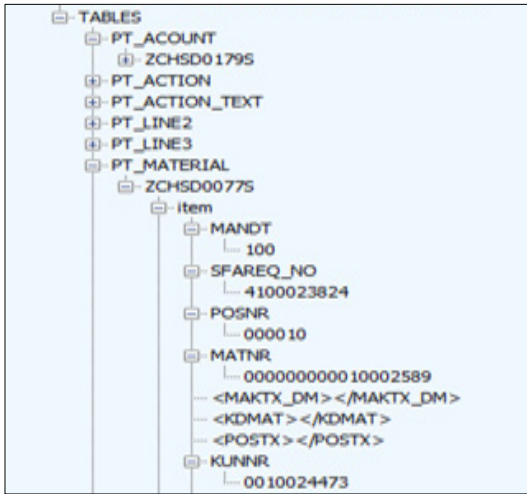 TABLES
PT_ACOUNT
ZCHSD0179S
PT_ACTION
PT_ACTION_TEXT
PT_LINE2
PT_LINE3
PT_MATERIAL
ZCHSD0077S
item
MANDT
100
SFAREQ_NO
4100023824
POSNR
000010
MATNR
000000000010002589
<MAKTX_DM></MAKTX_DM>
<KDMAT></KDMAT>
<POSTX></POSTX>
KUNNR
0010024473